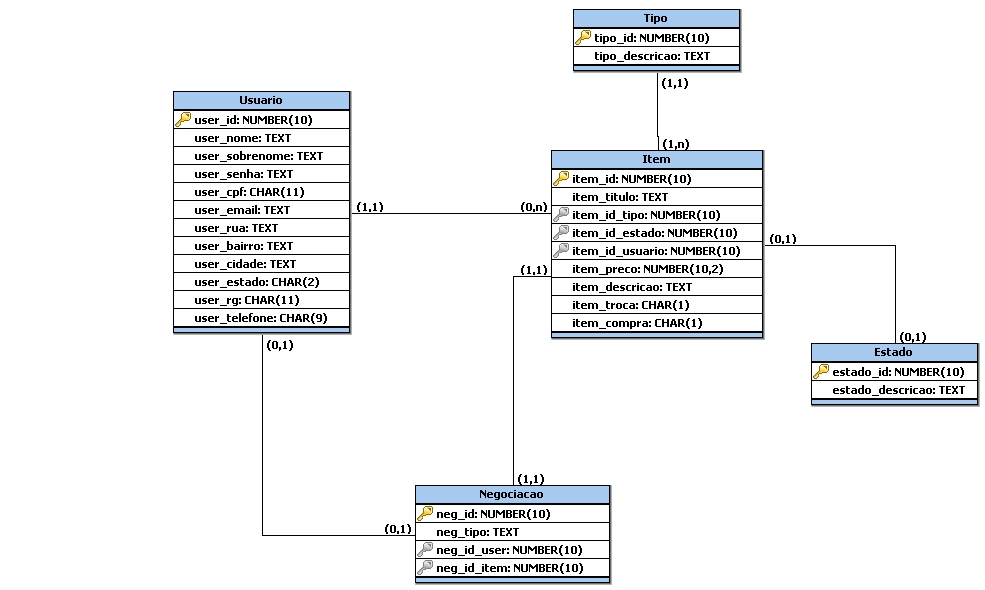 Tipo
tipo_id: NUMBER(10)
tipo_descricao: TEXT
(1,1)
(1,n)
Usuario
user_id: NUMBER(10)
user_nome: TEXT
user_sobrenome: TEXT
user_senha: TEXT
user_cpf: CHAR(11)
user_email: TEXT
user_rua: TEXT
user_bairro: TEXT
user_cidade: TEXT
user_estado: CHAR(2)
user_rg: CHAR(11)
user_telefone: CHAR(9)
(1,1)
(0,n)
Item
item_id: NUMBER(10)
item_titulo: TEXT
item_id_tipo: NUMBER(10)
item_id_estado: NUMBER(10)
item_id_usuario: NUMBER(10)
item_preco: NUMBER(10,2)
item_descricao: TEXT
item_troca: CHAR(1)
item_compra: CHAR(1)
(0,1)
(1,1)
(0,1)
Estado
estado_id: NUMBER(10)
estado_descricao: TEXT
(0,1)
(0,1)
(1,1)
Negociacao
neg_id: NUMBER(10)
neg_tipo: TEXT
neg_id_user: NUMBER(10)
neg_id_item: NUMBER(10)